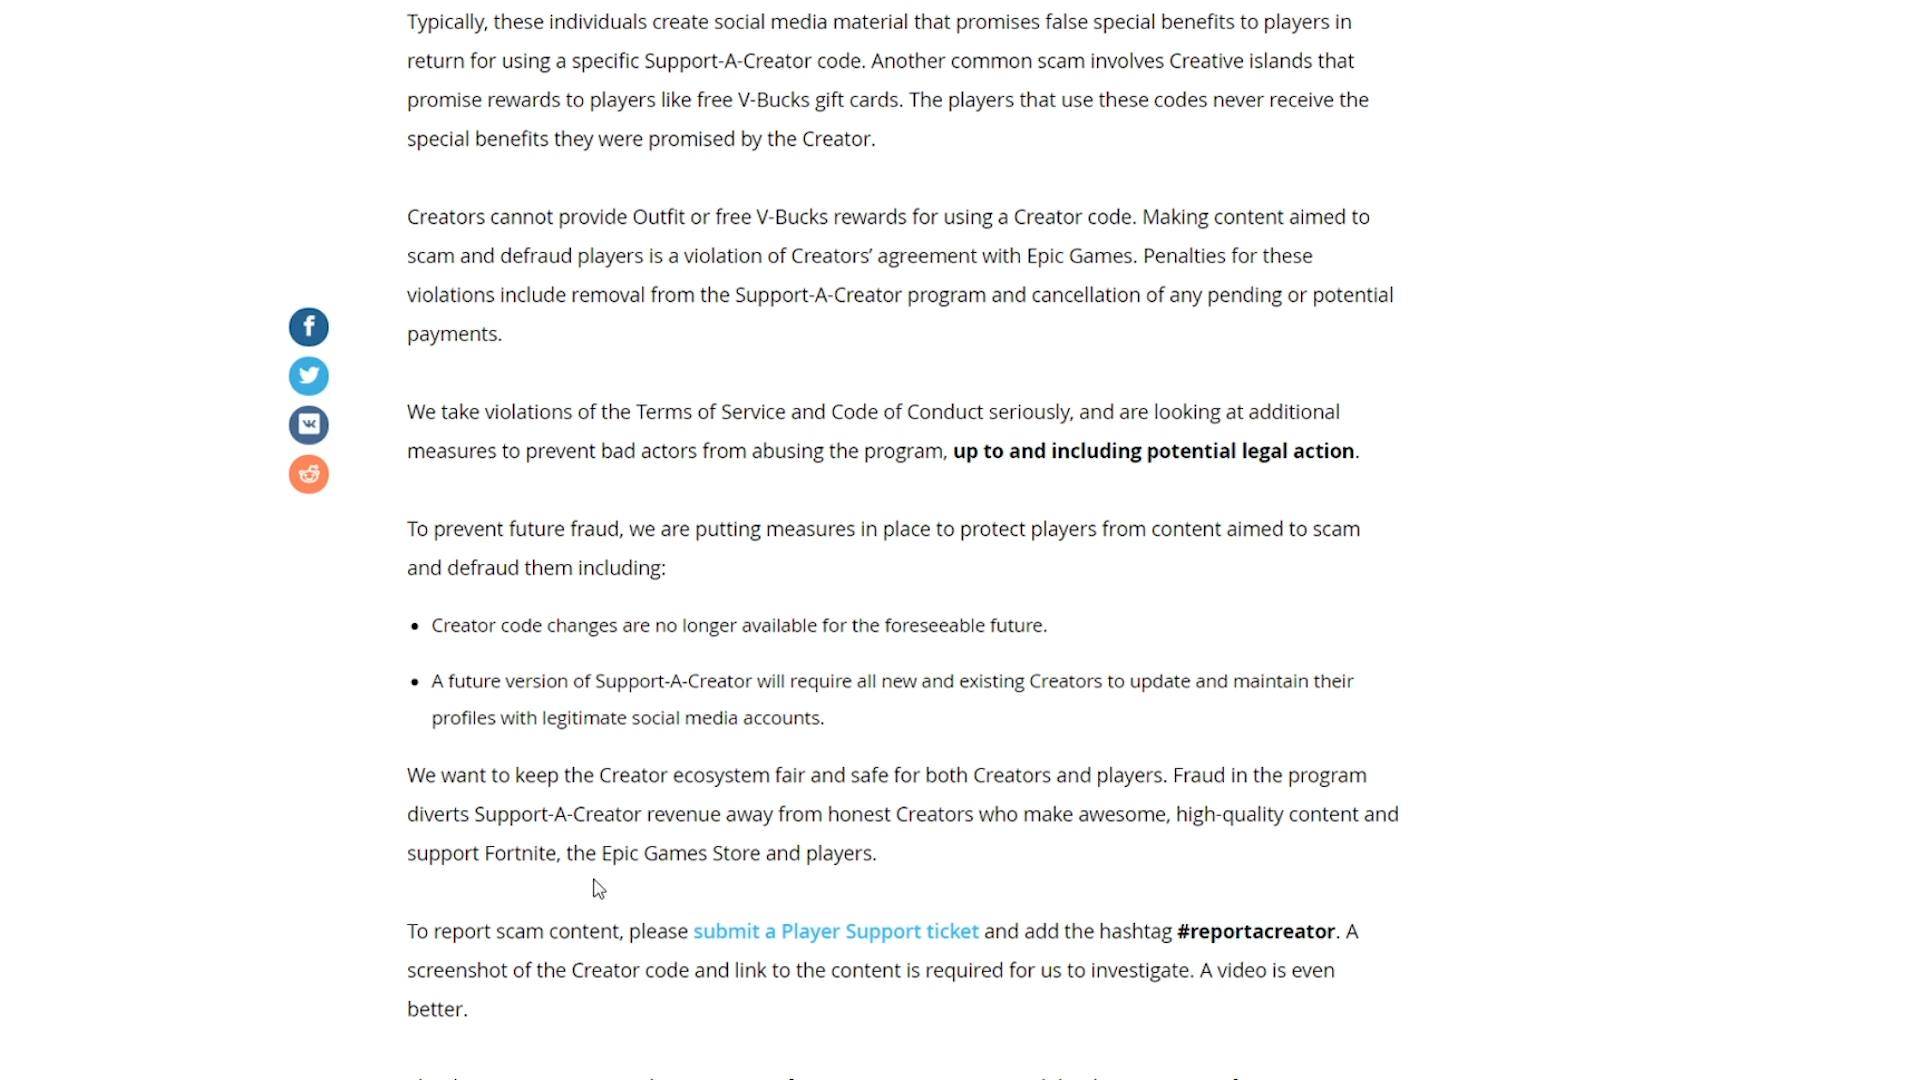 Typically, these individuals create social media material that promises false special benefits to players in
return for using a specific Support-A-Creator code. Another common scam involves Creative islands that
promise rewards to players like free V-Bucks gift cards. The players that use these codes never receive the
special benefits they were promised by the Creator.
Creators cannot provide Outfit or free V-Bucks rewards for using a Creator code. Making content aimed to
scam and defraud players is a violation of Creators’ agreement with Epic Games. Penalties for these
violations include removal from the Support-A-Creator program and cancellation of any pending or potential
payments.
We take violations of the Terms of Service and Code of Conduct seriously, and are looking at additional
measures to prevent bad actors from abusing the program, up to and including potential legal action.
To prevent future fraud, we are putting measures in place to protect players from content aimed to scam
and defraud them including:
• Creator code changes are no longer available for the foreseeable future.
• A future version of Support-A-Creator will require all new and existing Creators to update and maintain their
profiles with legitimate social media accounts.
We want to keep the Creator ecosystem fair and safe for both Creators and players. Fraud in the program
diverts Support-A-Creator revenue away from honest Creators who make awesome, high-quality content and
support Fortnite, the Epic Games Store and players.
To report scam content, please submit a Player Support ticket and add the hashtag #reportacreator. A
screenshot of the Creator code and link to the content is required for us to investigate. A video is even
better.